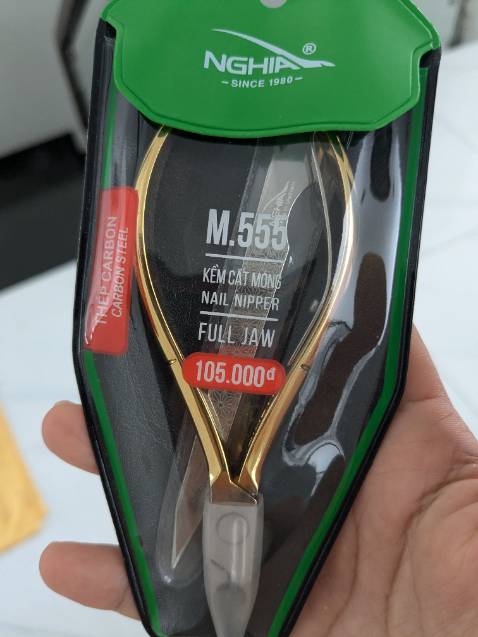 NGHIA®
– SINCE 1980 –
THÉP CARBON
CARBON STEEL
M.555
KỀM CẮT MÓNG
NAIL NIPPER
FULL JAW
105.000đ